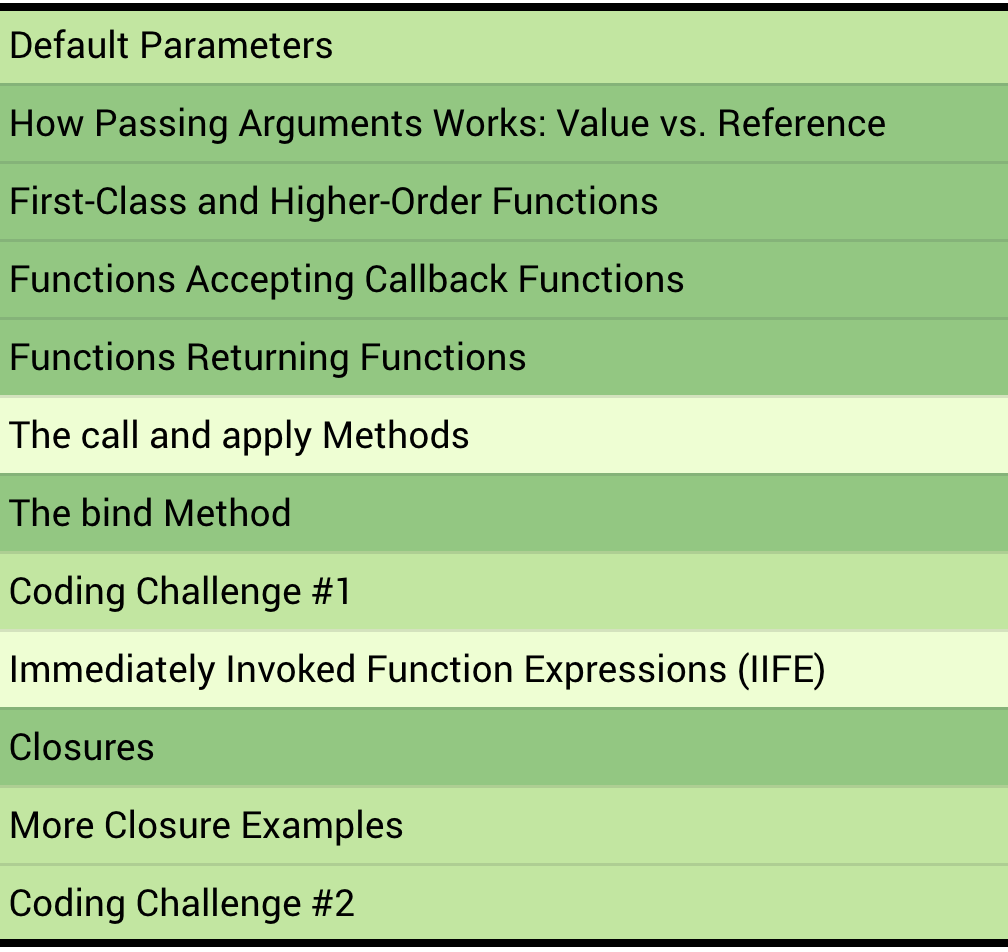 Default Parameters
How Passing Arguments Works: Value vs. Reference
First-Class and Higher-Order Functions
Functions Accepting Callback Functions
Functions Returning Functions
The call and apply Methods
The bind Method
Coding Challenge #1
Immediately Invoked Function Expressions (IIFE)
Closures
More Closure Examples
Coding Challenge #2